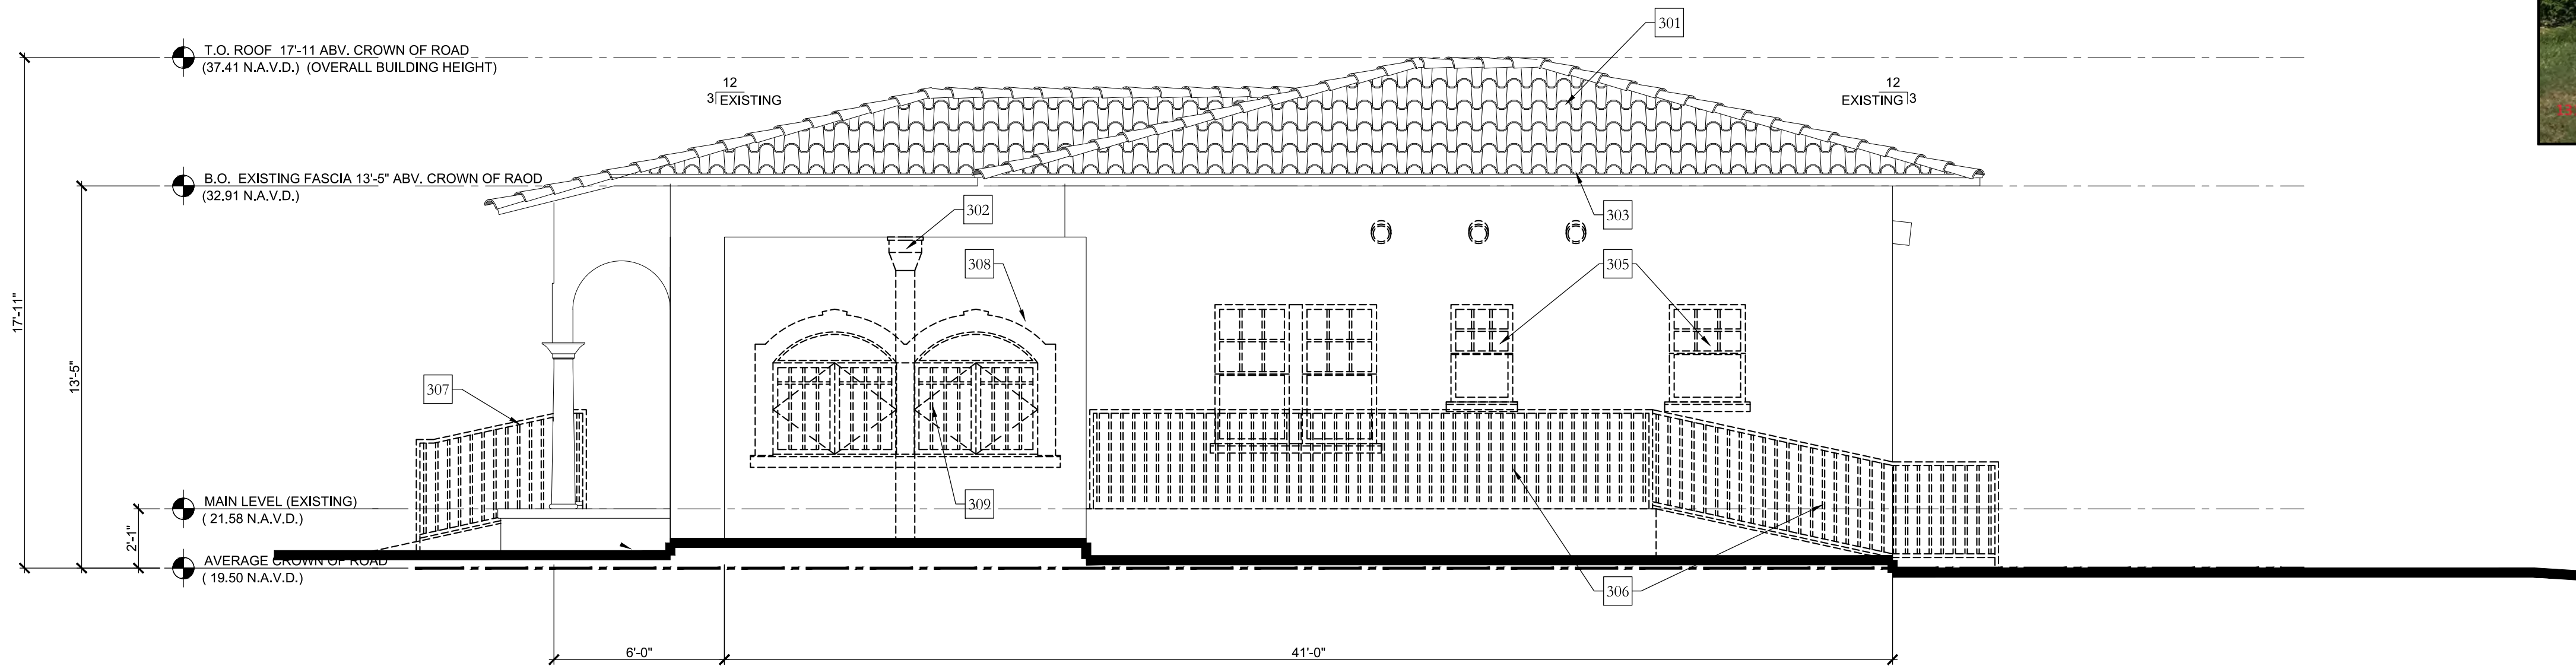 301
T.O. ROOF 17'-11 ABV. CROWN OF ROAD
(37.41 N.A.V.D.) (OVERALL BUILDING HEIGHT)
12
3 EXISTING
12
EXISTING 3
B.O. EXISTING FASCIA 13'-5" ABV. CROWN OF RAOD
(32.91 N.A.V.D.)
302
303
308
305
17'-11"
13'-5"
307
309
MAIN LEVEL (EXISTING)
( 21.58 N.A.V.D.)
2'-1"
AVERAGE CROWN OF ROAD
( 19.50 N.A.V.D.)
306
6'-0"
41'-0"